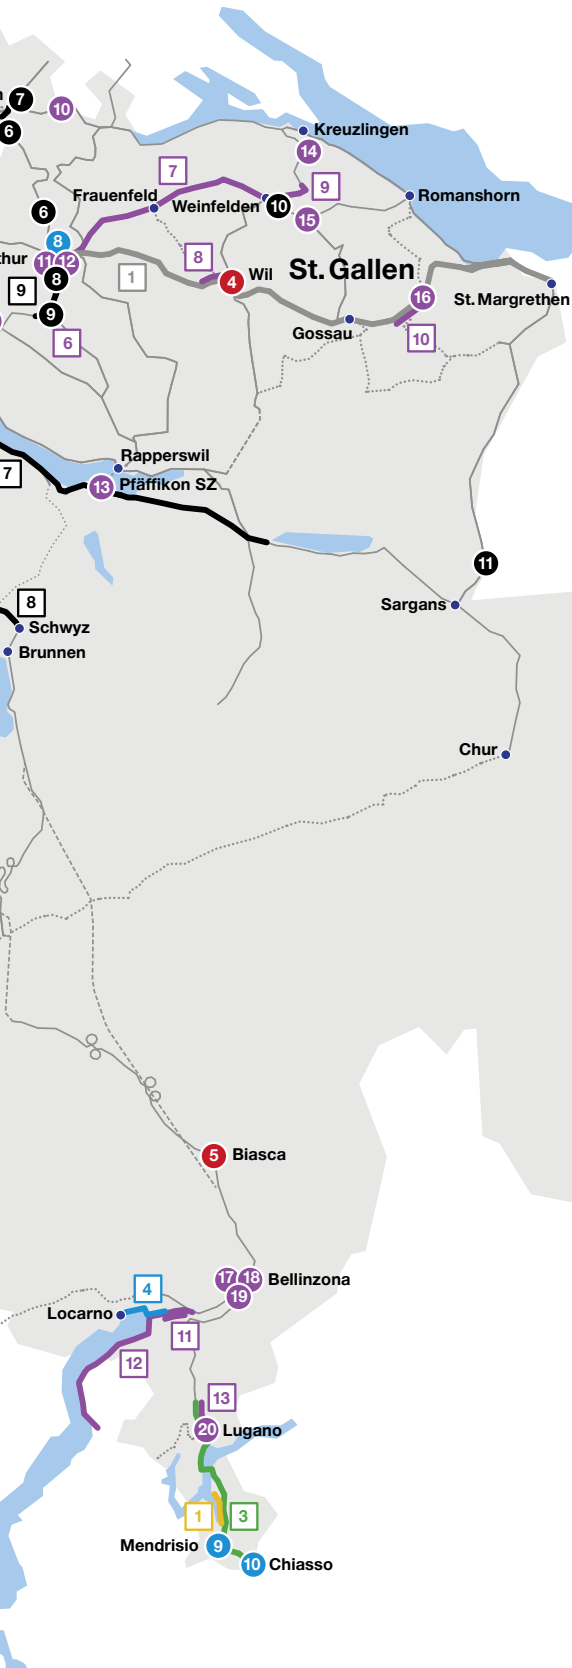 7
10
6
Kreuzlingen
14
7
9
Frauenfeld
Weinfelden
10
Romanshorn
6
15
8
thur
11
12
8
1
8
4
Wil
St. Gallen
9
16
St. Margrethen
9
6
Gossau
10
Rapperswil
7
13
Pfäffikon SZ
11
8
Sargans
Schwyz
Brunnen
Chur
5
Biasca
17
18
Bellinzona
19
4
Locarno
11
12
13
20
Lugano
1
3
Mendrisio
9
10
Chiasso